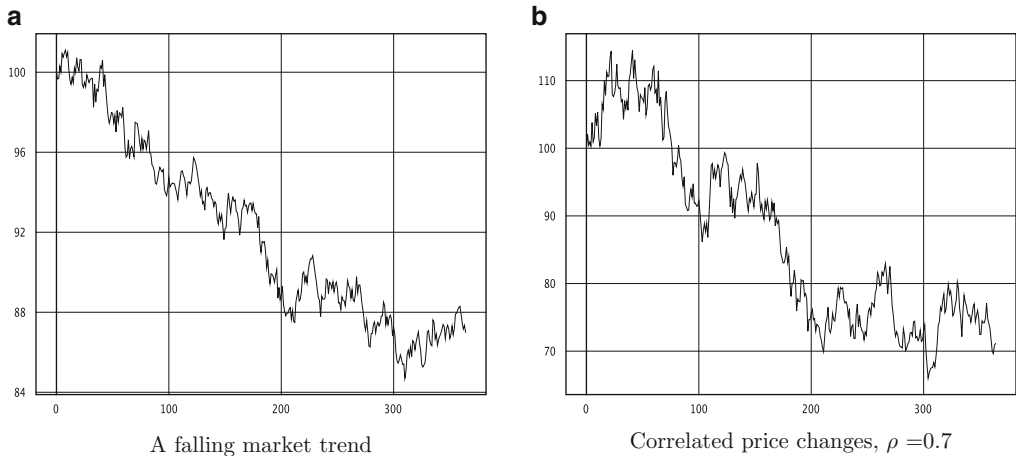 a
100
96
92
88
84
0 100 200 300
A falling market trend
b
110
100
90
80
70
0 100 200 300
Correlated price changes, ρ =0.7